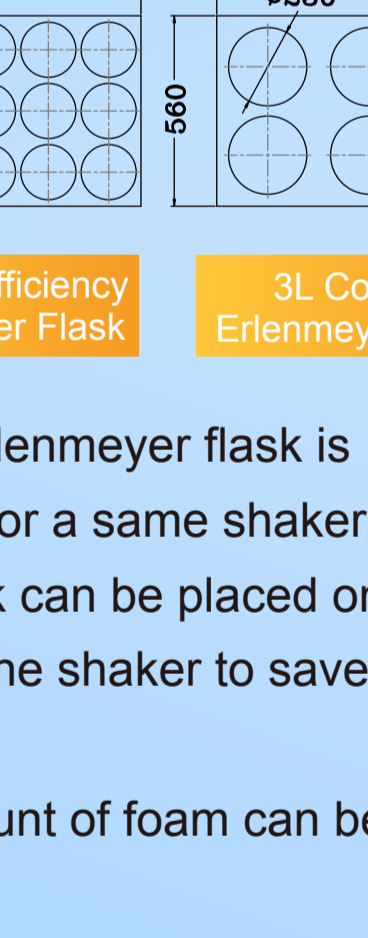 560
fficiency
er Flask
3L Co
Erlenmey
lenmeyer flask is
or a same shaker
k can be placed on
he shaker to save
unt of foam can be